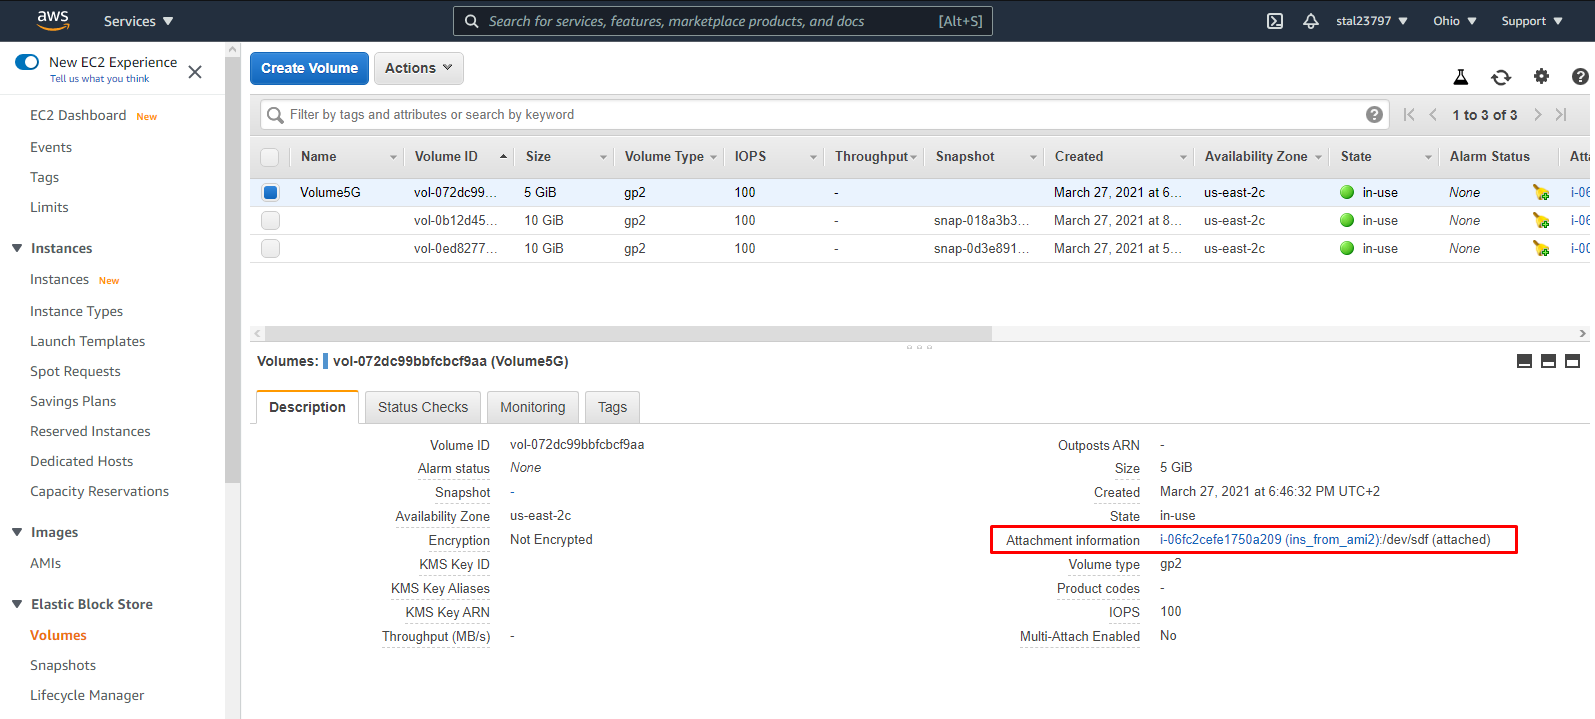 aws Services Search for services, features, marketplace products, and docs [Alt+S] stal23797 Ohio Support
New EC2 Experience
Tell us what you think
EC2 Dashboard New
Events
Tags
Limits
Instances
Instances New
Instance Types
Launch Templates
Spot Requests
Savings Plans
Reserved Instances
Dedicated Hosts
Capacity Reservations
Images
AMIs
Elastic Block Store
Volumes
Snapshots
Lifecycle Manager
Create Volume Actions
Filter by tags and attributes or search by keyword 1 to 3 of 3
Name Volume ID Size Volume Type IOPS Throughput Snapshot Created Availability Zone State Alarm Status Atta
Volume5G vol-072dc99... 5 GiB gp2 100 - March 27, 2021 at 6... us-east-2c in-use None i-06
vol-0b12d45... 10 GiB gp2 100 - snap-018a3b3... March 27, 2021 at 8... us-east-2c in-use None i-06
vol-0ed8277... 10 GiB gp2 100 - snap-0d3e891... March 27, 2021 at 5... us-east-2c in-use None i-00
Volumes: vol-072dc99bbfcbcf9aa (Volume5G)
Description Status Checks Monitoring Tags
Volume ID vol-072dc99bbfcbcf9aa
Alarm status None
Snapshot -
Availability Zone us-east-2c
Encryption Not Encrypted
KMS Key ID
KMS Key Aliases
KMS Key ARN
Throughput (MB/s) -
Outposts ARN -
Size 5 GiB
Created March 27, 2021 at 6:46:32 PM UTC+2
State in-use
Attachment information i-06fc2cefe1750a209 (ins_from_ami2):/dev/sdf (attached)
Volume type gp2
Product codes -
IOPS 100
Multi-Attach Enabled No